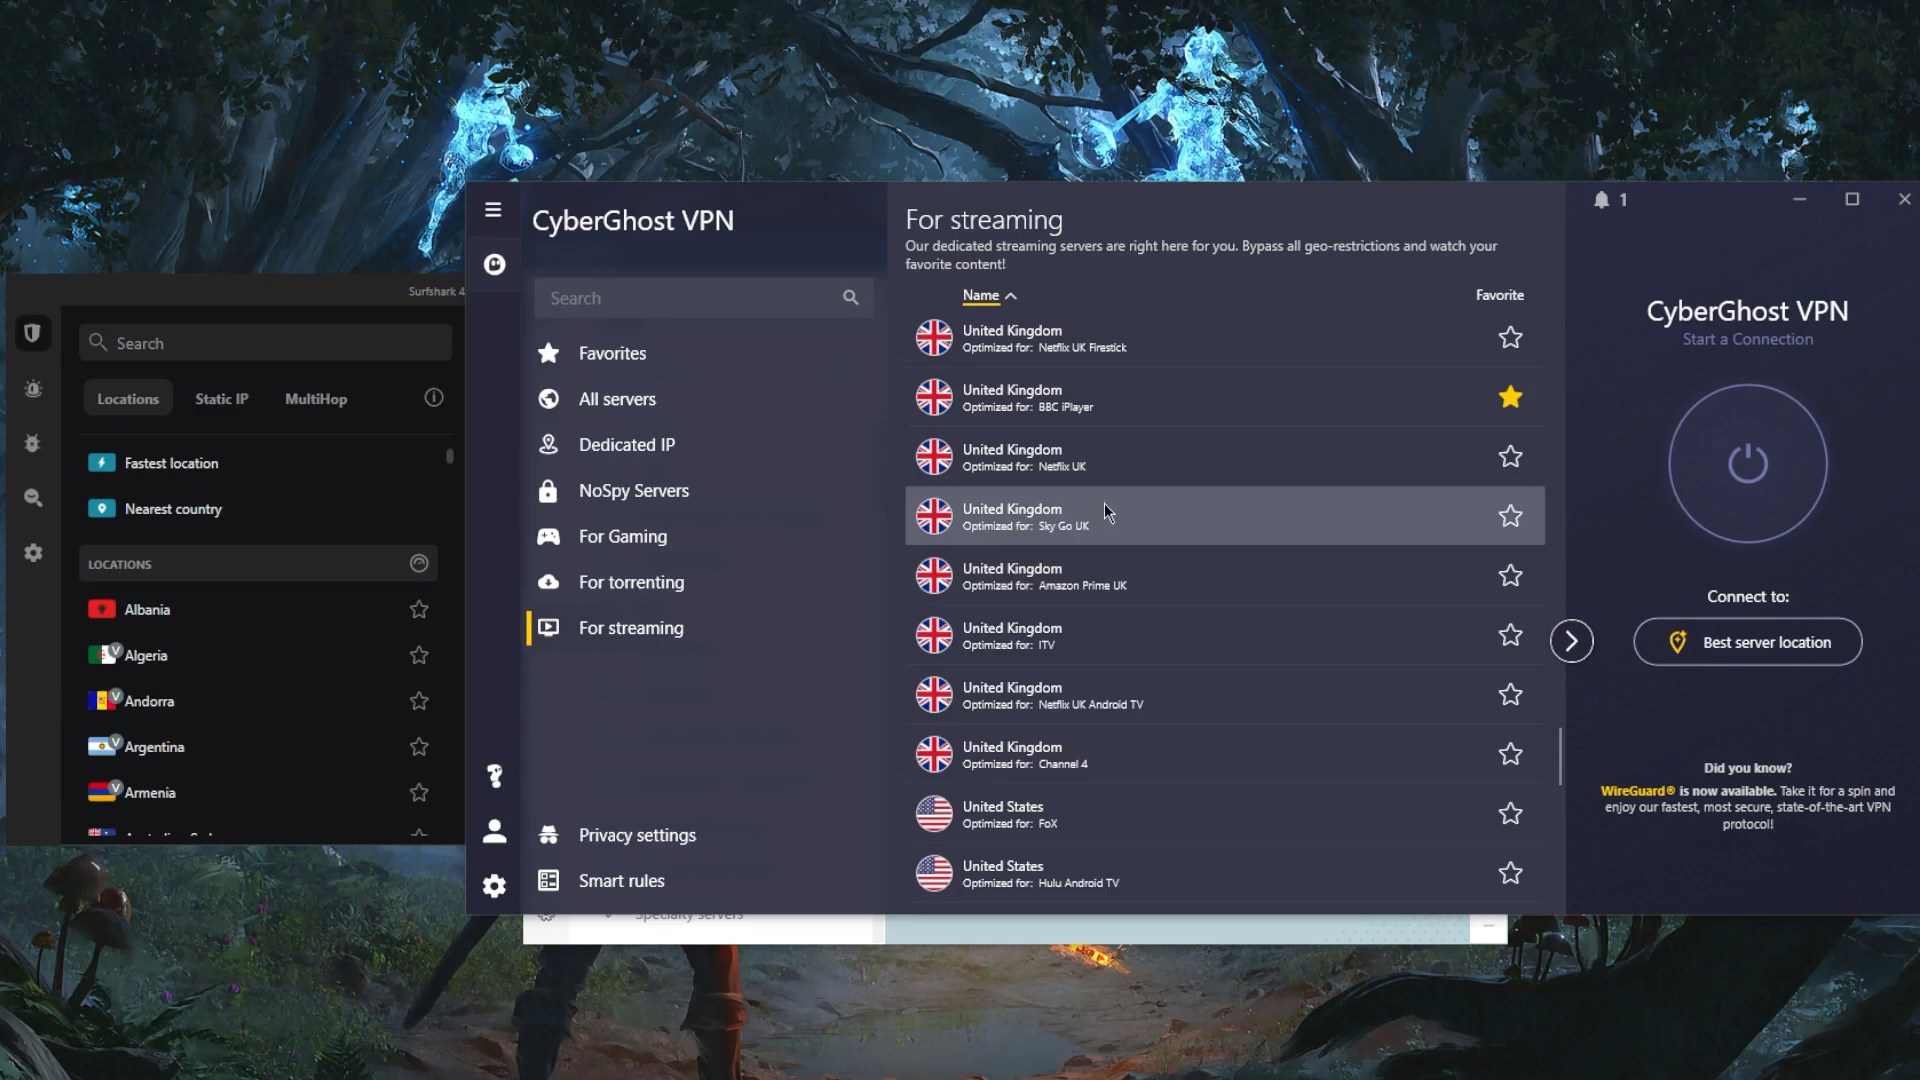 Surfshark 4
Search
Locations
Static IP
MultiHop
Fastest location
Nearest country
LOCATIONS
Albania
Algeria
Andorra
Argentina
Armenia
CyberGhost VPN
Search
Favorites
All servers
Dedicated IP
NoSpy Servers
For Gaming
For torrenting
For streaming
Privacy settings
Smart rules
Specialty servers
For streaming
Our dedicated streaming servers are right here for you. Bypass all geo-restrictions and watch your
favorite content!
Name
Favorite
United Kingdom
Optimized for: Netflix UK Firestick
United Kingdom
Optimized for: BBC iPlayer
United Kingdom
Optimized for: Netflix UK
United Kingdom
Optimized for: Sky Go UK
United Kingdom
Optimized for: Amazon Prime UK
United Kingdom
Optimized for: ITV
United Kingdom
Optimized for: Netflix UK Android TV
United Kingdom
Optimized for: Channel 4
United States
Optimized for: FoX
United States
Optimized for: Hulu Android TV
1
CyberGhost VPN
Start a Connection
Connect to:
Best server location
Did you know?
WireGuard® is now available. Take it for a spin and
enjoy our fastest, most secure, state-of-the-art VPN
protocol!